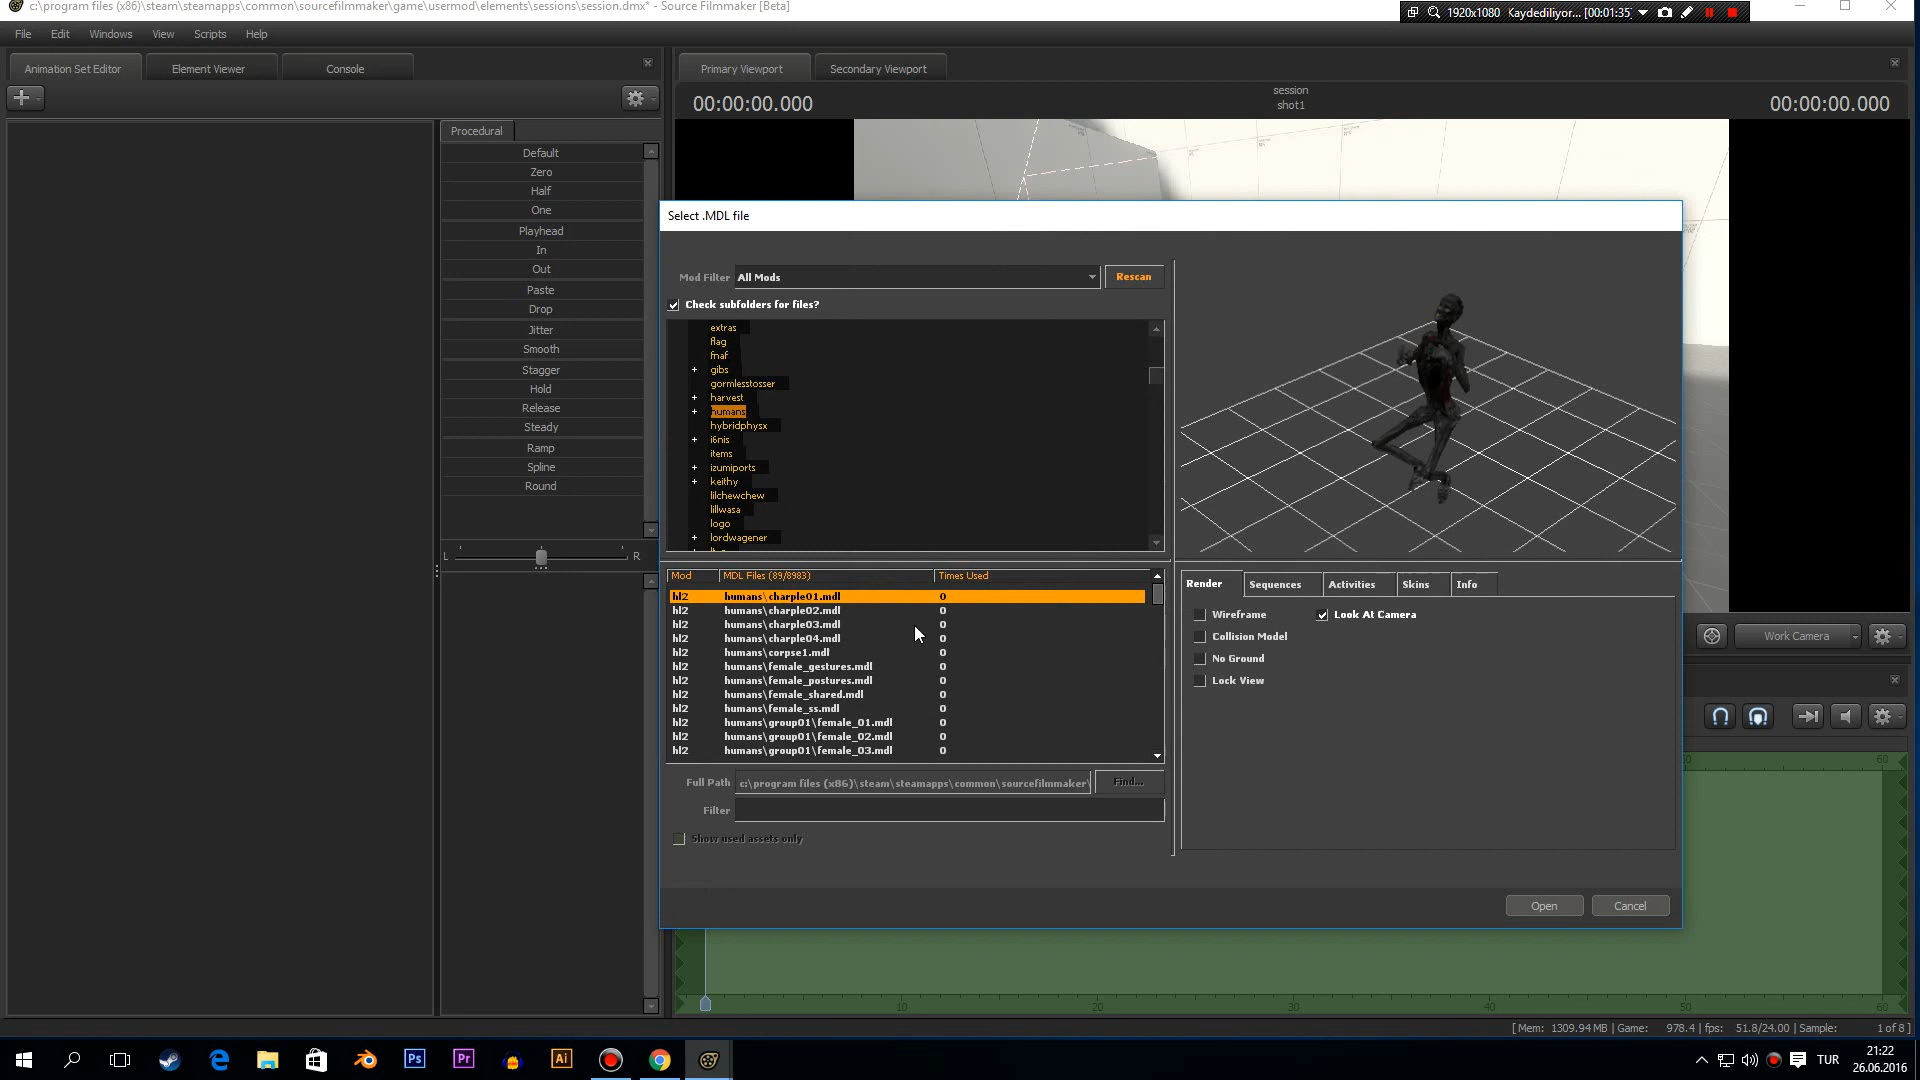 c:\program files (x86)\steam\steamapps\common\sourcefilmmaker\game\usermod\elements\sessions\session.dmx* - Source Filmmaker [Beta]
1920x1080 Kaydediliyor... [00:01:35]
File Edit Windows View Scripts Help
Animation Set Editor Element Viewer Console
Primary Viewport Secondary Viewport
00:00:00.000
session
shot1
00:00:00.000
Procedural
Default
Zero
Half
One
Playhead
In
Out
Paste
Drop
Jitter
Smooth
Stagger
Hold
Release
Steady
Ramp
Spline
Round
L R
Select .MDL file
Mod Filter All Mods Rescan
Check subfolders for files?
extras
flag
fnaf
+ gibs
gormlesstosser
+ harvest
+ humans
hybridphysx
+ i6nis
items
+ izumiports
+ keithy
lilchewchew
lillwasa
logo
+ lordwagener
Mod MDL Files (89/8983) Times Used
hl2 humans\charple01.mdl 0
hl2 humans\charple02.mdl 0
hl2 humans\charple03.mdl 0
hl2 humans\charple04.mdl 0
hl2 humans\corpse1.mdl 0
hl2 humans\female_gestures.mdl 0
hl2 humans\female_postures.mdl 0
hl2 humans\female_shared.mdl 0
hl2 humans\female_ss.mdl 0
hl2 humans\group01\female_01.mdl 0
hl2 humans\group01\female_02.mdl 0
hl2 humans\group01\female_03.mdl 0
Full Path c:\program files (x86)\steam\steamapps\common\sourcefilmmaker\ Find...
Filter
Show used assets only
Render Sequences Activities Skins Info
Wireframe Look At Camera
Collision Model
No Ground
Lock View
Open Cancel
Work Camera
60
10 20 30 40 50 60
[ Mem: 1309.94 MB | Game: 978.4 | fps: 51.8/24.00 | Sample: 1 of 8 ]
Ps Pr Ai
TUR
21:22
26.06.2016